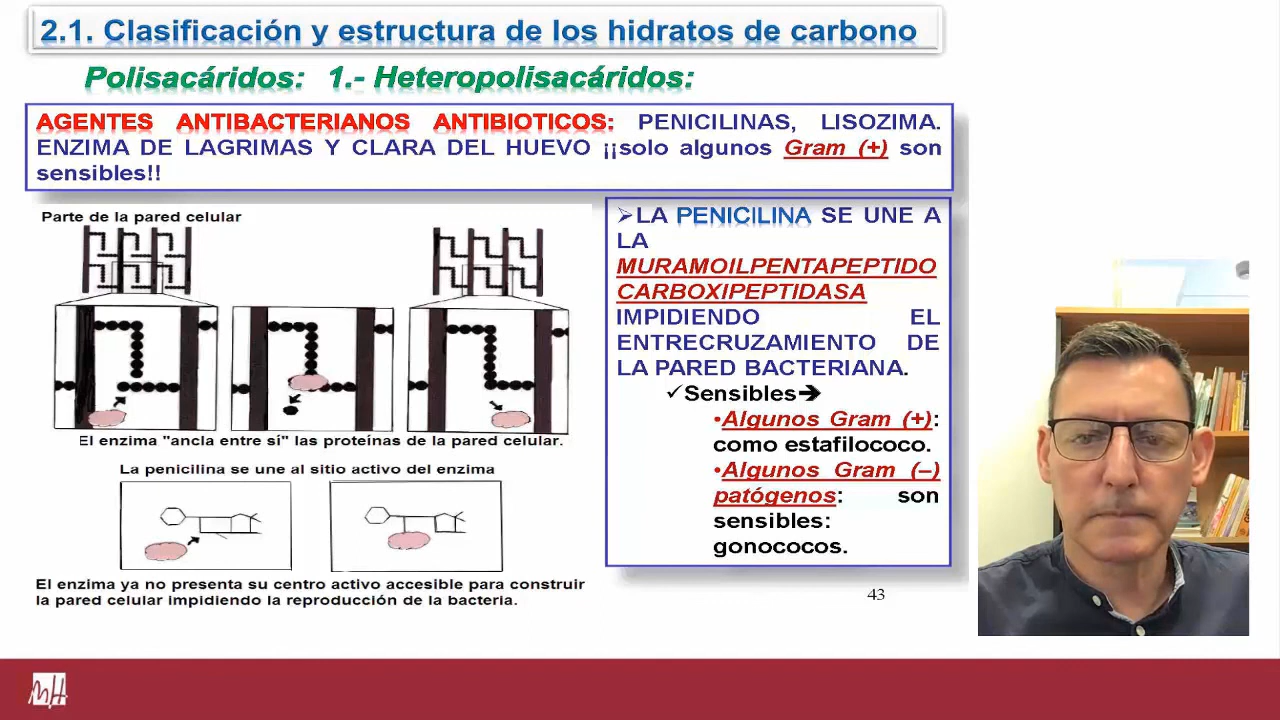 2.1. Clasificación y estructura de los hidratos de carbono
Polisacáridos: 1.- Heteropolisacáridos:
AGENTES ANTIBACTERIANOS ANTIBIOTICOS: PENICILINAS, LISOZIMA.
ENZIMA DE LAGRIMAS Y CLARA DEL HUEVO ¡¡solo algunos Gram (+) son
sensibles!!
Parte de la pared celular
El enzima "ancla entre sí" las proteínas de la pared celular.
La penicilina se une al sitio activo del enzima
El enzima ya no presenta su centro activo accesible para construir
la pared celular impidiendo la reproducción de la bacteria.
➢LA PENICILINA SE UNE A
LA
MURAMOILPENTAPEPTIDO
CARBOXIPEPTIDASA
IMPIDIENDO EL
ENTRECRUZAMIENTO DE
LA PARED BACTERIANA.
✓Sensibles➔
•Algunos Gram (+):
como estafilococo.
•Algunos Gram (–)
patógenos: son
sensibles:
gonococos.
43
MH